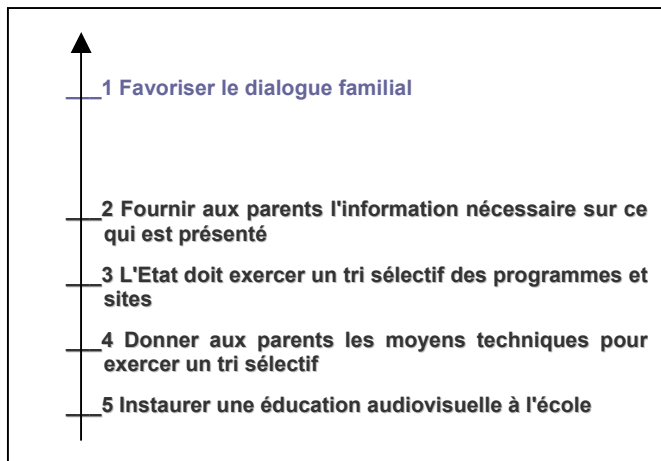 1 Favoriser le dialogue familial
2 Fournir aux parents l'information nécessaire sur ce
qui est présenté
3 L'Etat doit exercer un tri sélectif des programmes et
sites
4 Donner aux parents les moyens techniques pour
exercer un tri sélectif
5 Instaurer une éducation audiovisuelle à l'école